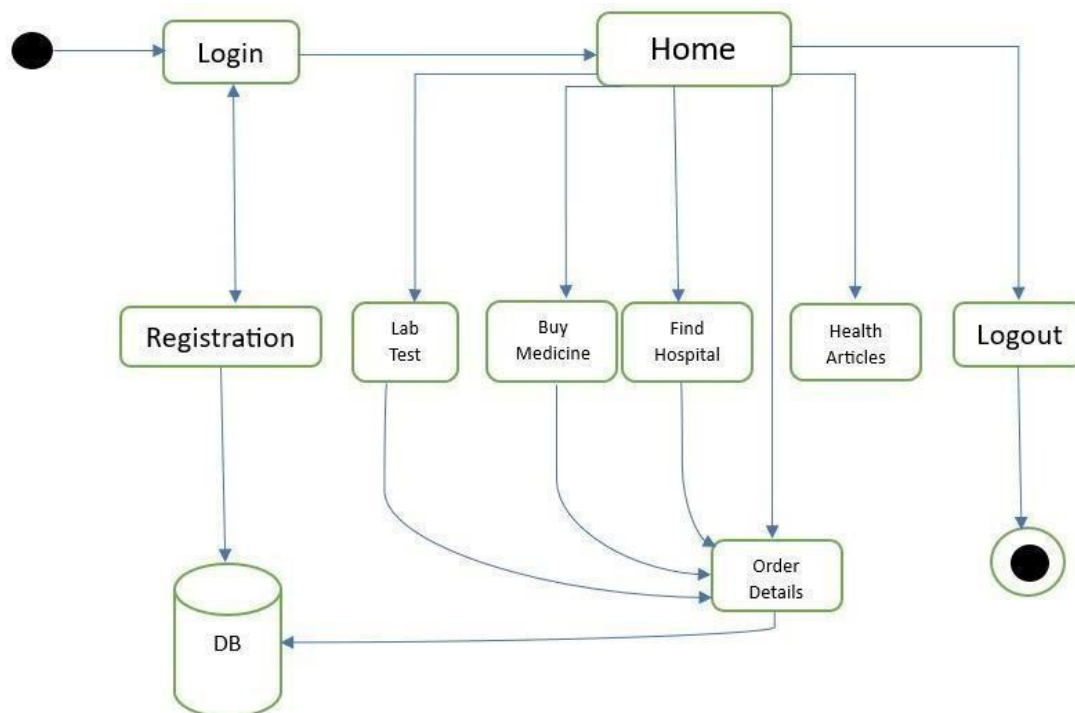 Login
Home
Registration
Lab
Test
Buy
Medicine
Find
Hospital
Health
Articles
Logout
Order
Details
DB